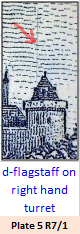 d-flagstaff on
right hand
turret
Plate 5 R7/1